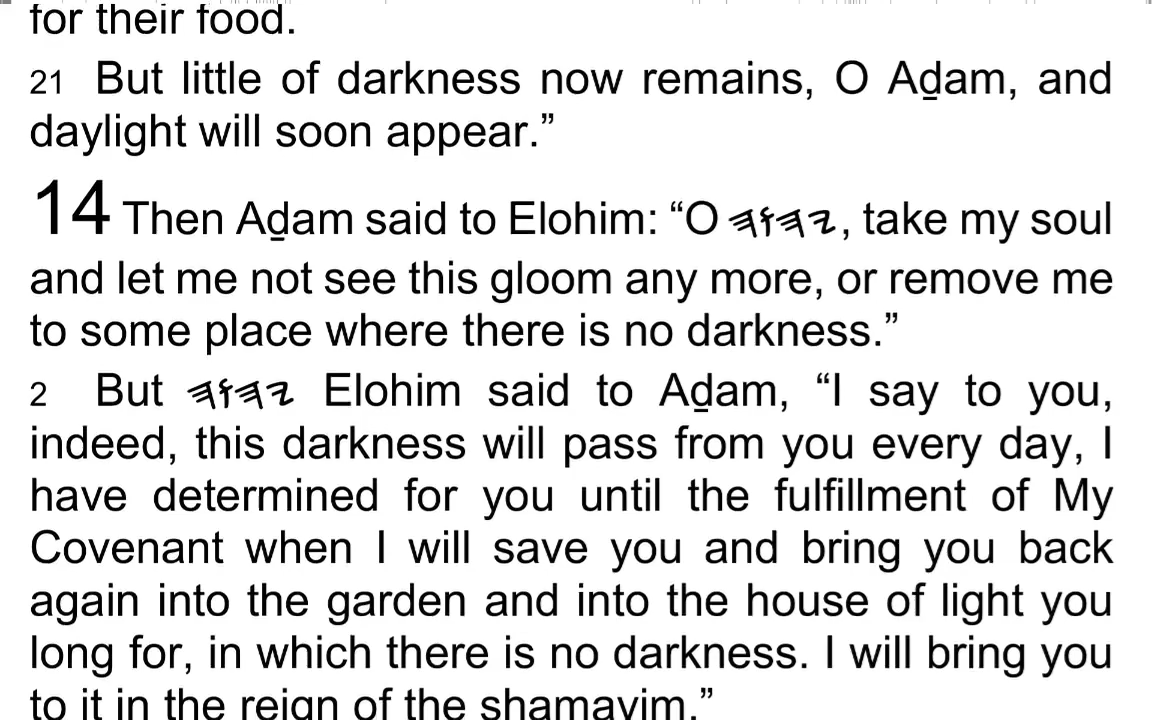 for their food.
21 But little of darkness now remains, O Aḏam, and
daylight will soon appear.”
14 Then Aḏam said to Elohim: “O 𐤉𐤄𐤅𐤄, take my soul
and let me not see this gloom any more, or remove me
to some place where there is no darkness.”
2 But 𐤉𐤄𐤅𐤄 Elohim said to Aḏam, “I say to you,
indeed, this darkness will pass from you every day, I
have determined for you until the fulfillment of My
Covenant when I will save you and bring you back
again into the garden and into the house of light you
long for, in which there is no darkness. I will bring you
to it in the reign of the shamayim.”